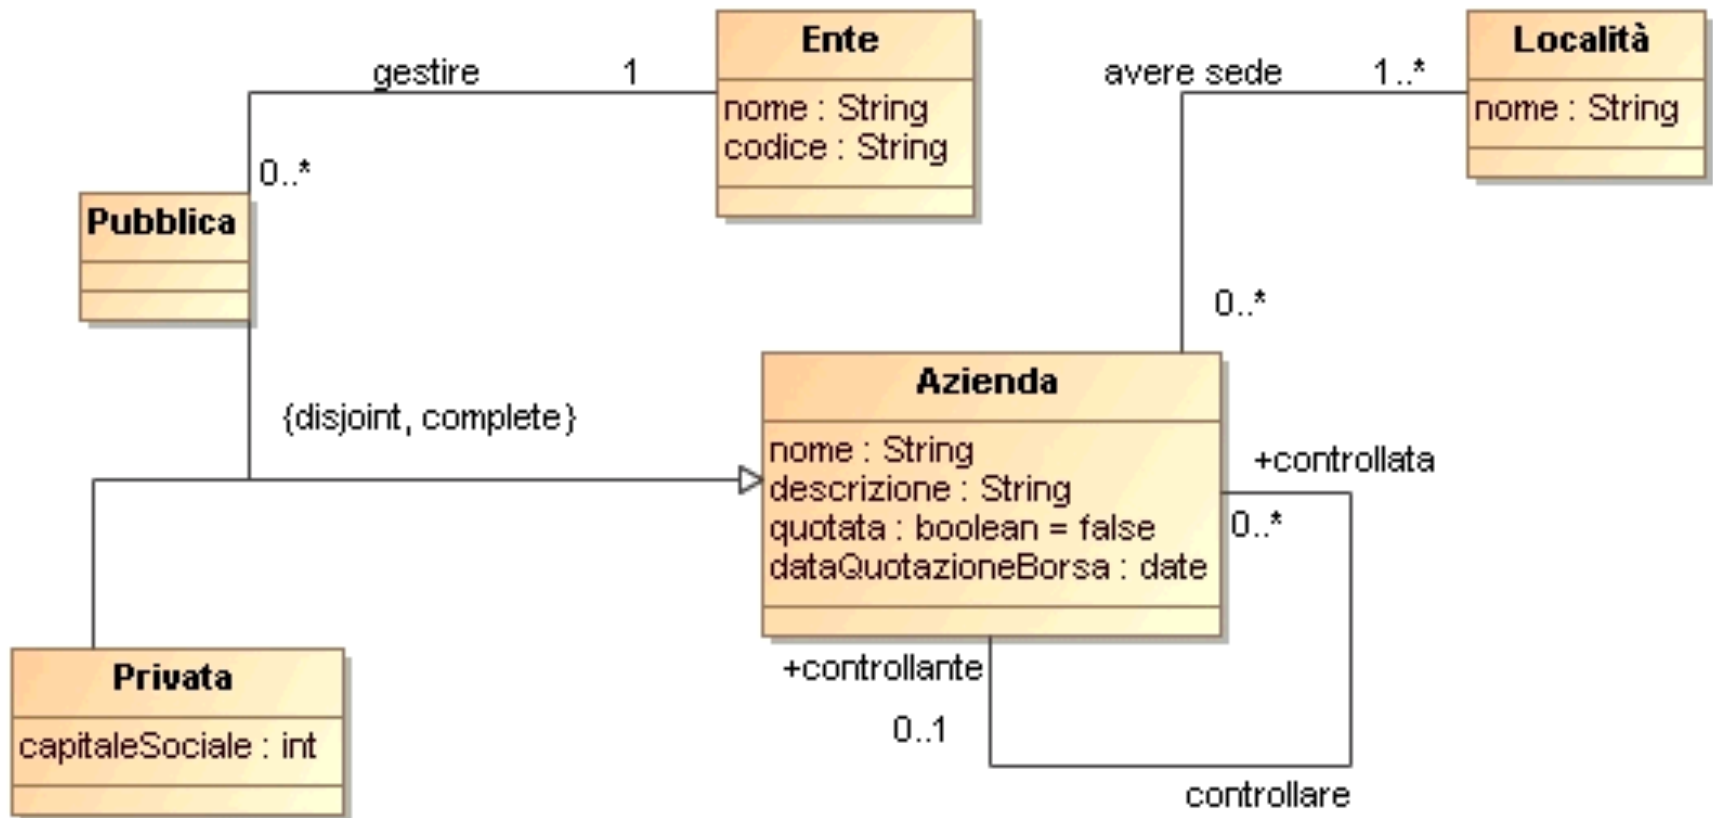 Ente
nome : String
codice : String
Località
nome : String
gestire
1
0..*
avere sede
1..*
0..*
Pubblica
{disjoint, complete}
Azienda
nome : String
descrizione : String
quotata : boolean = false
dataQuotazioneBorsa : date
+controllata
0..*
+controllante
0..1
controllare
Privata
capitaleSociale : int